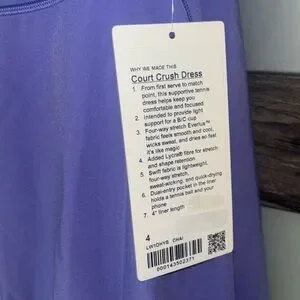 WHY WE MADE THIS
Court Crush Dress
1. From first serve to match
point, this supportive tennis
dress helps keep you
comfortable and focused
2. Intended to provide light
support for a B/C cup
3. Four-way stretch Everlux™
fabric feels smooth and cool,
wicks sweat, and dries so fast
it's like magic
4. Added Lycra® fibre for stretch
and shape retention
5. Swift fabric is lightweight,
four-way stretch,
sweat-wicking, and quick-drying
6. Dual-entry pocket in the liner
holds a tennis ball and your
phone
7. 4" liner length
4
LW1DHYS CHAI
000143502371